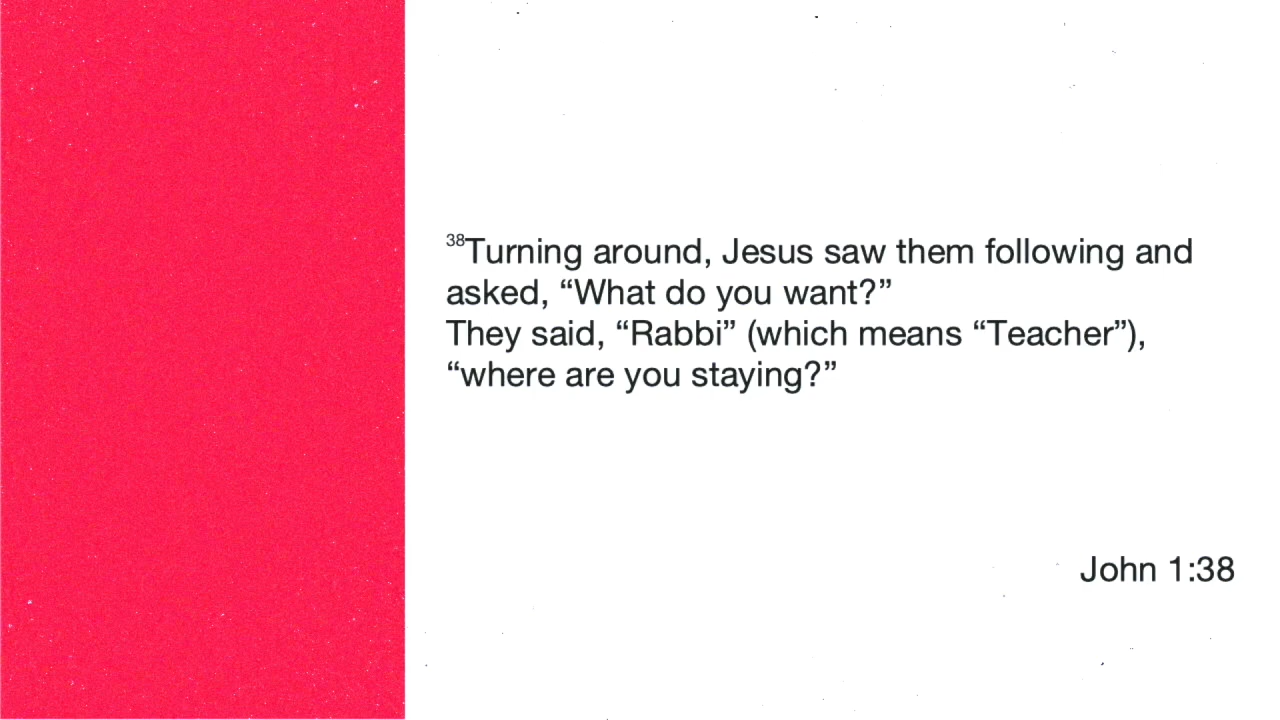 38Turning around, Jesus saw them following and
asked, “What do you want?”
They said, “Rabbi” (which means “Teacher”),
“where are you staying?”
John 1:38